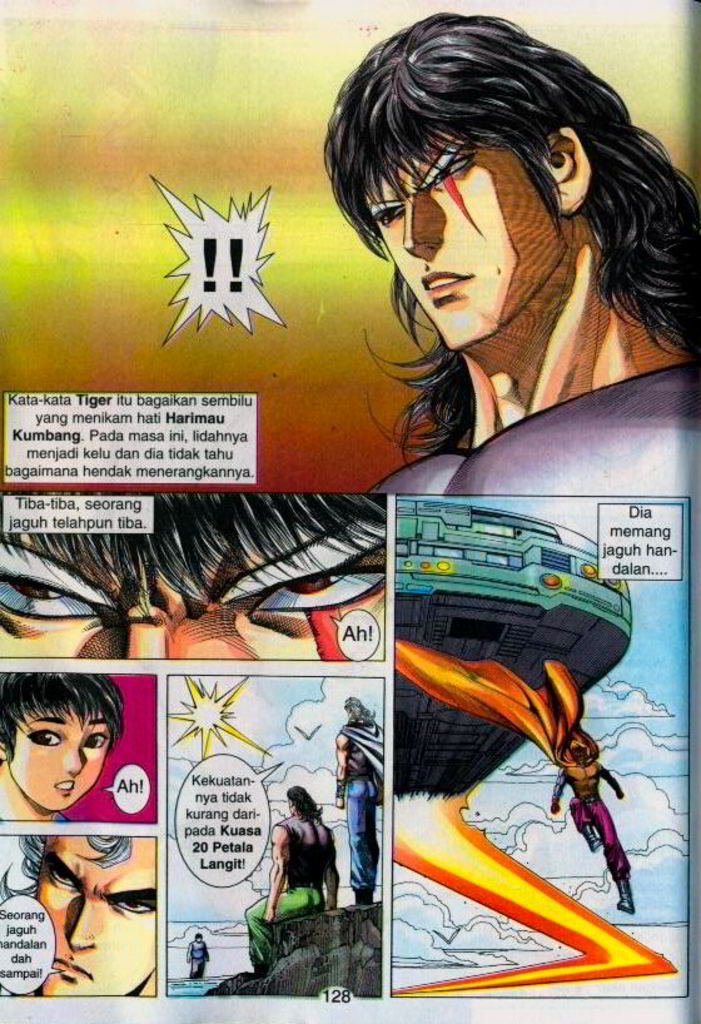 !!
Kata-kata Tiger itu bagaikan sembilu
yang menikam hati Harimau
Kumbang. Pada masa ini, lidahnya
menjadi kelu dan dia tidak tahu
bagaimana hendak menerangkannya.
Tiba-tiba, seorang
jaguh telahpun tiba.
Ah!
Dia
memang
jaguh han-
dalan....
Ah!
Kekuatan-
nya tidak
kurang dari-
pada Kuasa
20 Petala
Langit!
Seorang
jaguh
handalan
dah
sampai!
128